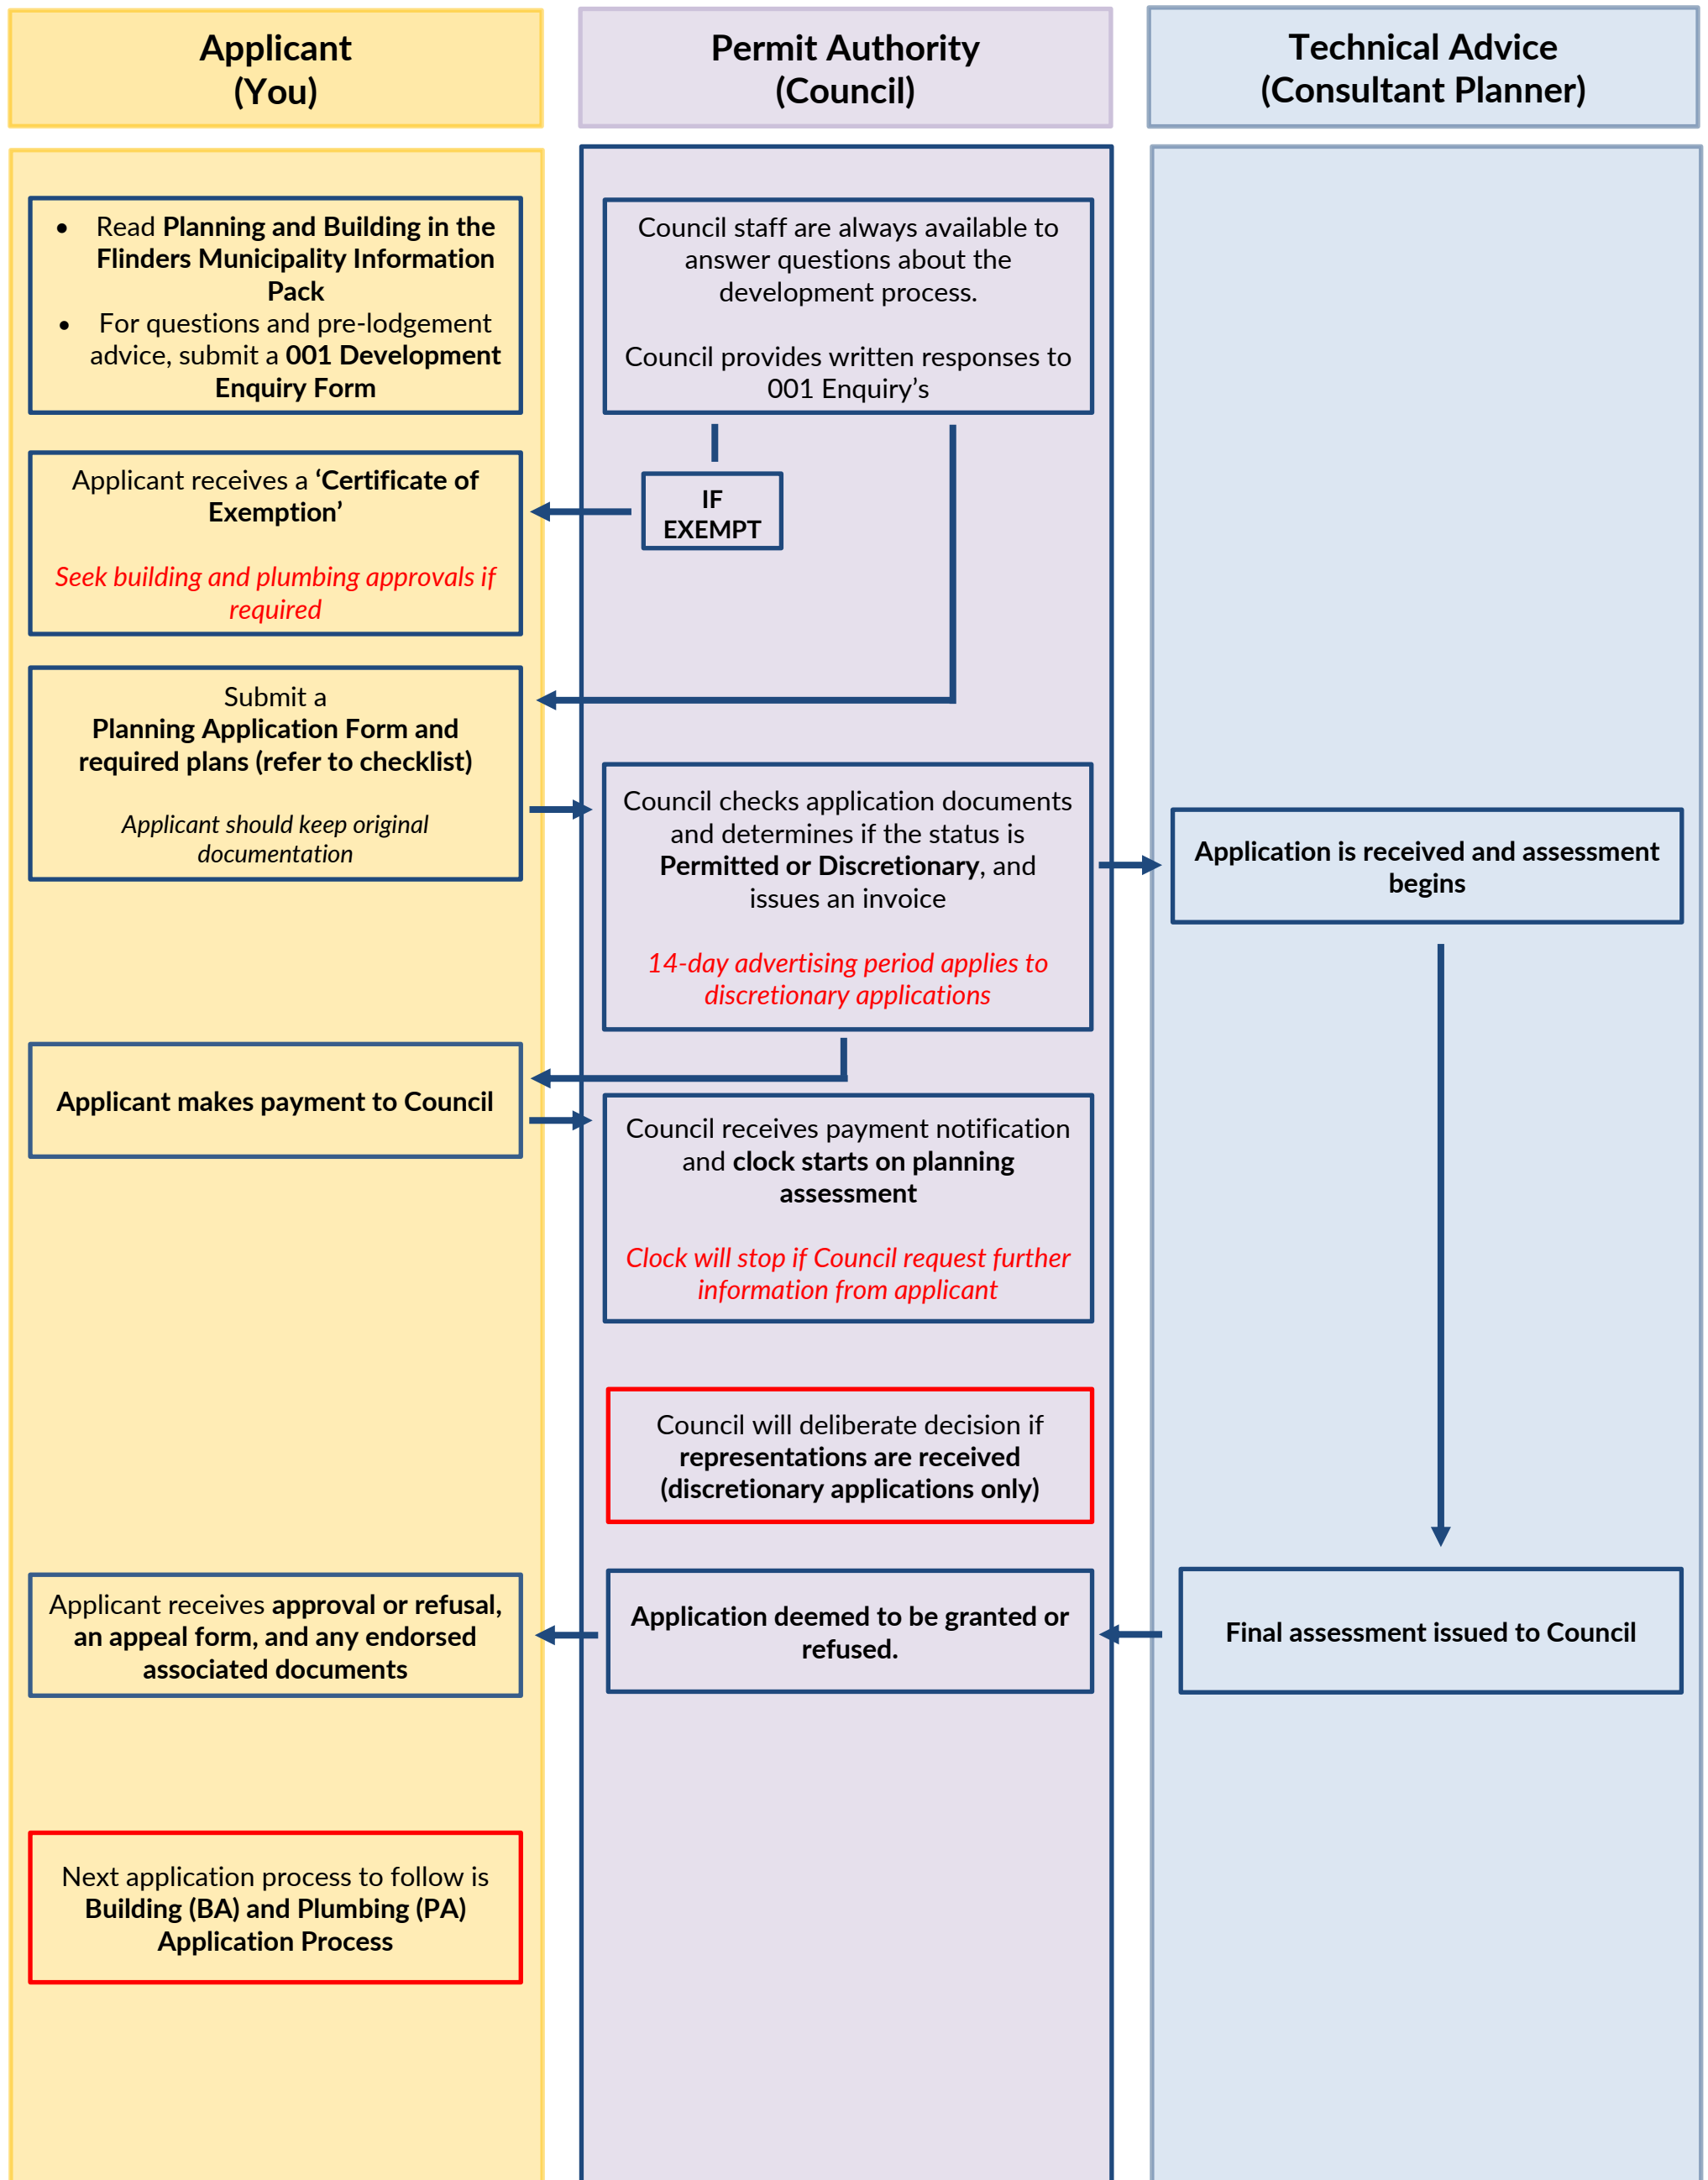 Applicant
(You)
Permit Authority
(Council)
Technical Advice
(Consultant Planner)
• Read Planning and Building in the
Flinders Municipality Information
Pack
• For questions and pre-lodgement
advice, submit a 001 Development
Enquiry Form
Council staff are always available to
answer questions about the
development process.
Council provides written responses to
001 Enquiry’s
IF
EXEMPT
Applicant receives a ‘Certificate of
Exemption’
Seek building and plumbing approvals if
required
Submit a
Planning Application Form and
required plans (refer to checklist)
Applicant should keep original
documentation
Council checks application documents
and determines if the status is
Permitted or Discretionary, and
issues an invoice
14-day advertising period applies to
discretionary applications
Application is received and assessment
begins
Applicant makes payment to Council
Council receives payment notification
and clock starts on planning
assessment
Clock will stop if Council request further
information from applicant
Council will deliberate decision if
representations are received
(discretionary applications only)
Final assessment issued to Council
Application deemed to be granted or
refused.
Applicant receives approval or refusal,
an appeal form, and any endorsed
associated documents
Next application process to follow is
Building (BA) and Plumbing (PA)
Application Process